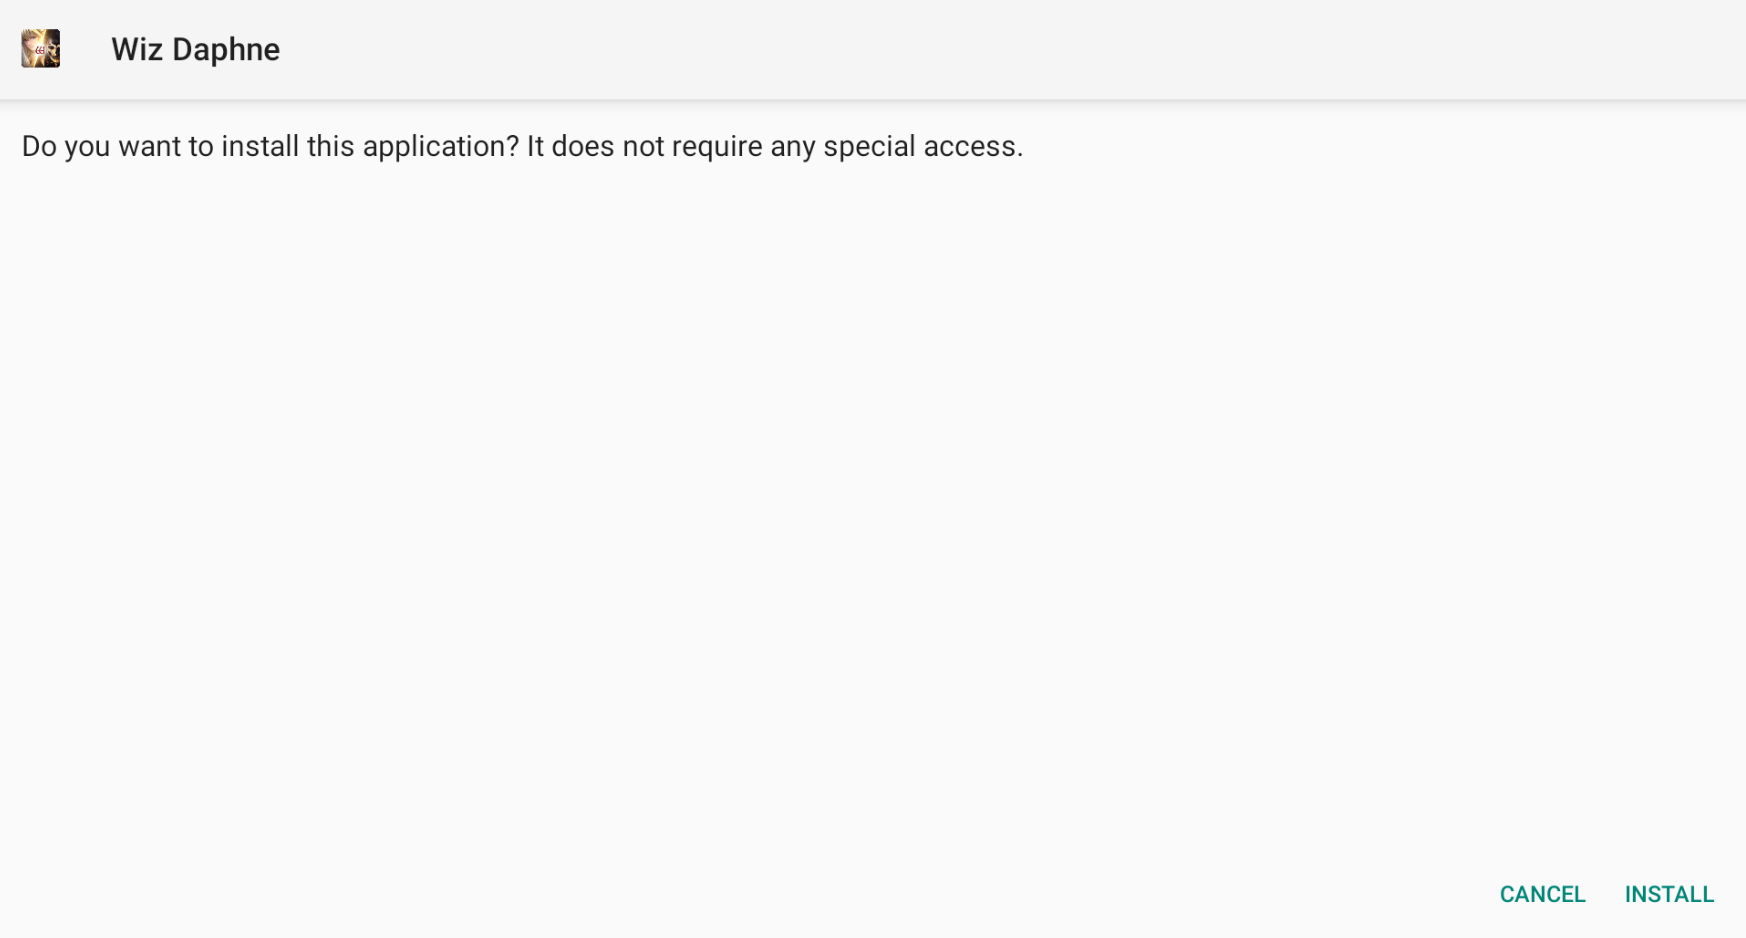 Wiz Daphne
Do you want to install this application? It does not require any special access.
CANCEL INSTALL